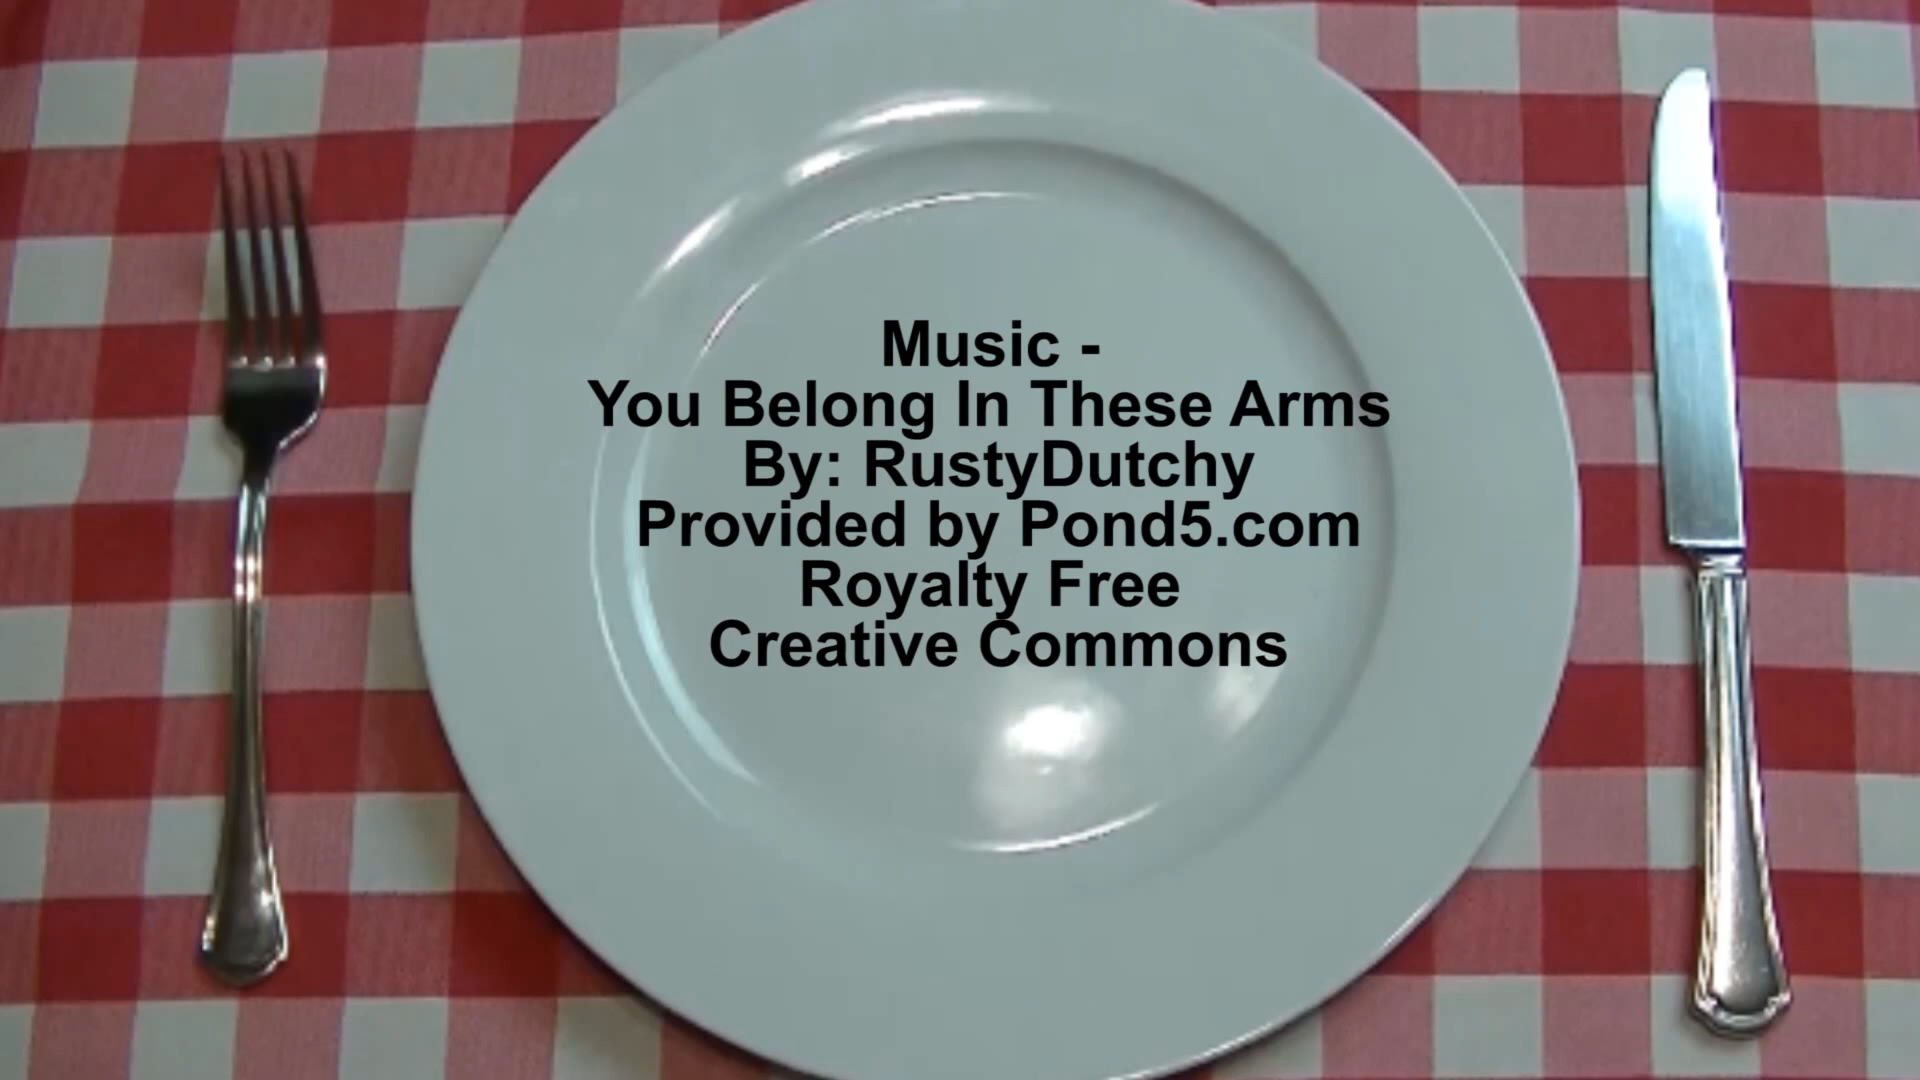 Music -
You Belong In These Arms
By: RustyDutchy
Provided by Pond5.com
Royalty Free
Creative Commons